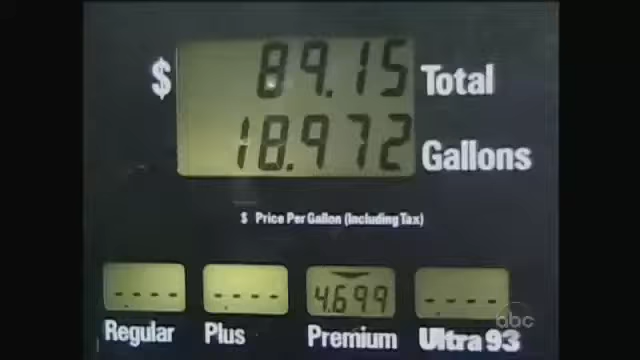 $ 89.15 Total
18.972 Gallons
$ Price Per Gallon (Including Tax)
---- ---- 4.699 ----
Regular Plus Premium Ultra 93
abc